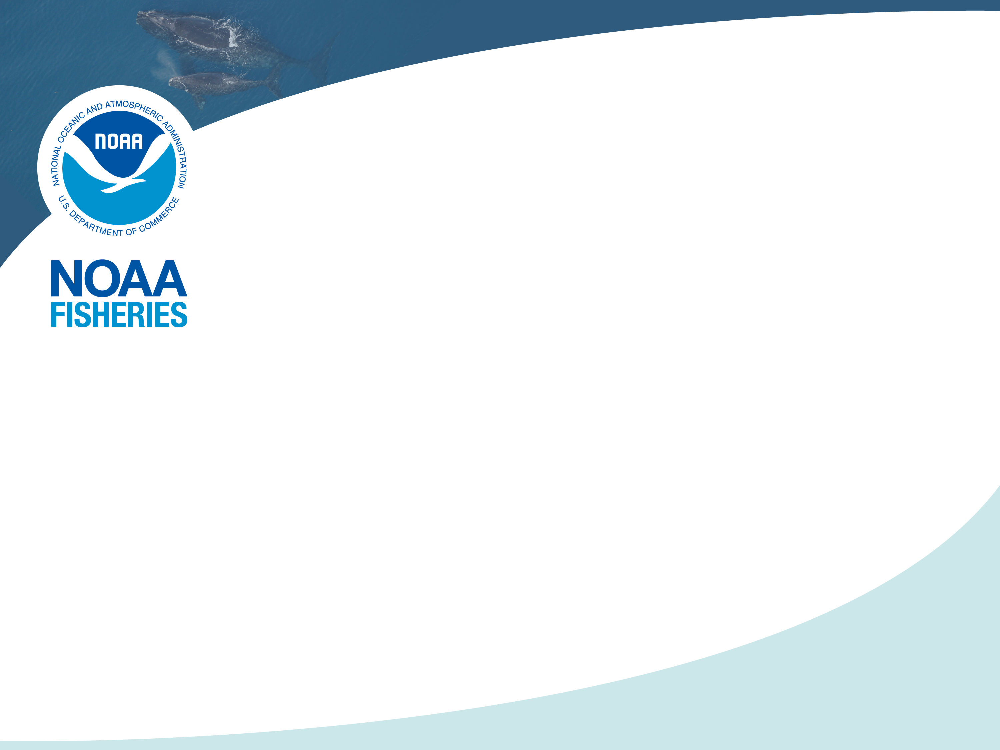 NATIONAL OCEANIC AND ATMOSPHERIC ADMINISTRATION
NOAA
U.S. DEPARTMENT OF COMMERCE
NOAA
FISHERIES